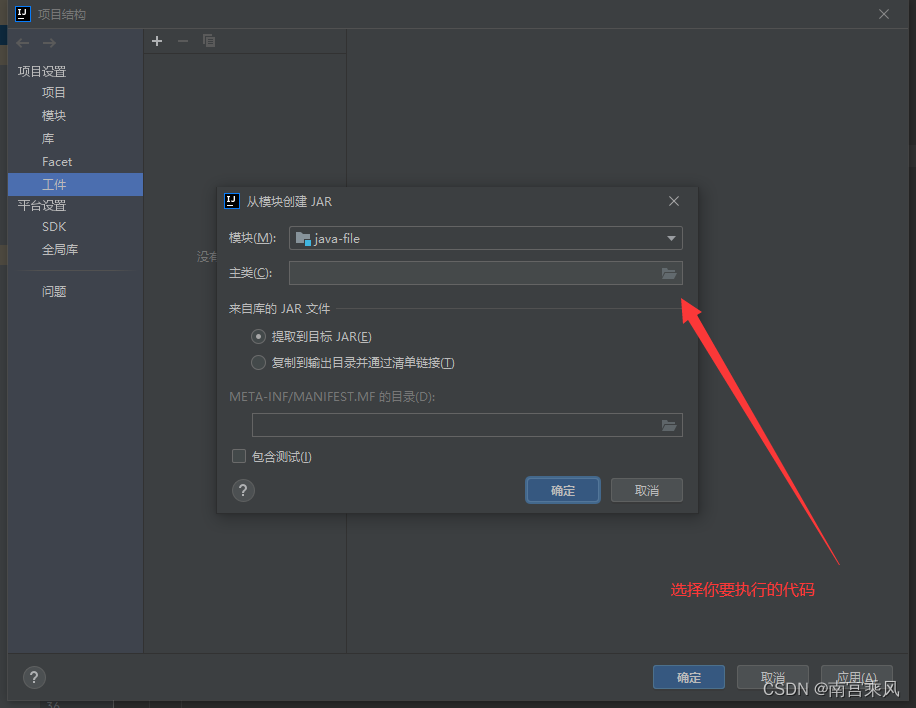 项目结构
项目设置
项目
模块
库
Facet
工件
平台设置
SDK
全局库
问题
没有
从模块创建 JAR
模块(M):
java-file
主类(C):
来自库的 JAR 文件
提取到目标 JAR(E)
复制到输出目录并通过清单链接(T)
META-INF/MANIFEST.MF 的目录(D):
包含测试(I)
?
确定
取消
选择你要执行的代码
?
确定
取消
应用(A)
CSDN @南宫乘风